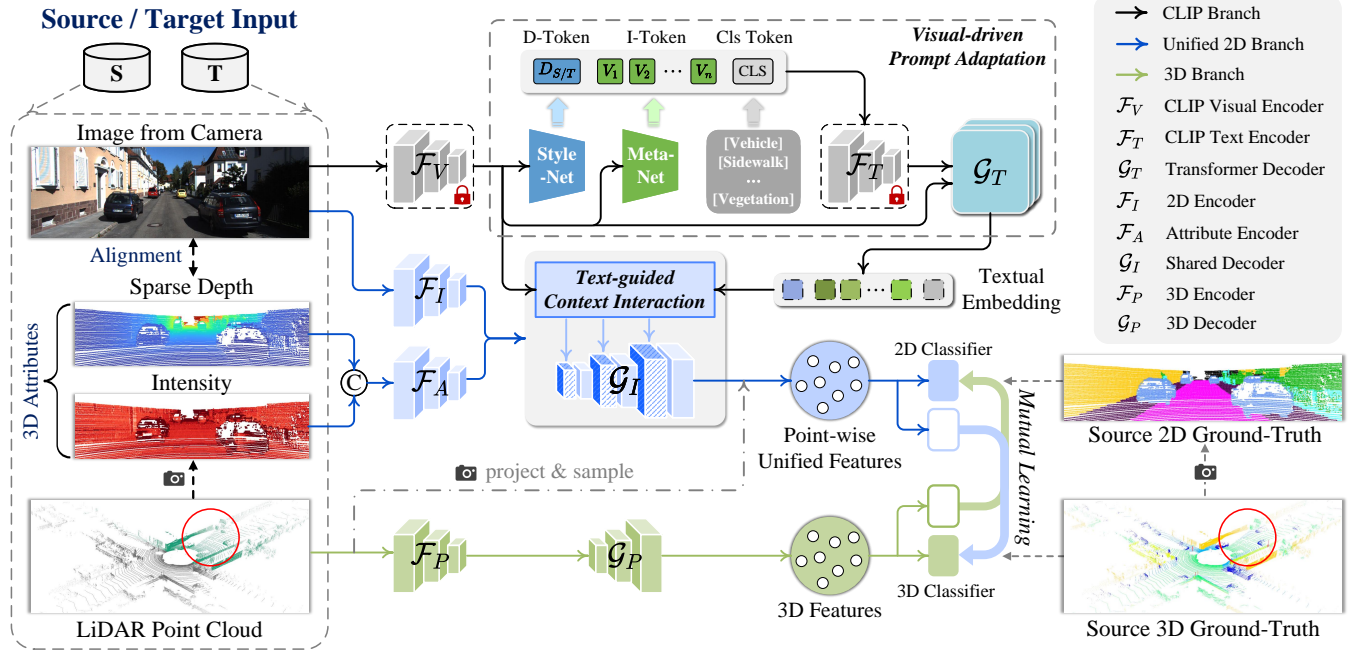 Source / Target Input
S
T
Image from Camera
Alignment
Sparse Depth
3D Attributes
Intensity
LiDAR Point Cloud
C
D-Token
I-Token
Cls Token
Visual-driven
Prompt Adaptation
D_{S/T}
V_1
V_2
···
V_n
CLS
F_V
Style
-Net
Meta-
Net
[Vehicle]
[Sidewalk]
...
[Vegetation]
F_T
G_T
F_I
F_A
Text-guided
Context Interaction
G_I
···
Textual
Embedding
project & sample
F_P
G_P
Point-wise
Unified Features
3D Features
2D Classifier
3D Classifier
Mutual Learning
Source 2D Ground-Truth
Source 3D Ground-Truth
CLIP Branch
Unified 2D Branch
3D Branch
F_V CLIP Visual Encoder
F_T CLIP Text Encoder
G_T Transformer Decoder
F_I 2D Encoder
F_A Attribute Encoder
G_I Shared Decoder
F_P 3D Encoder
G_P 3D Decoder